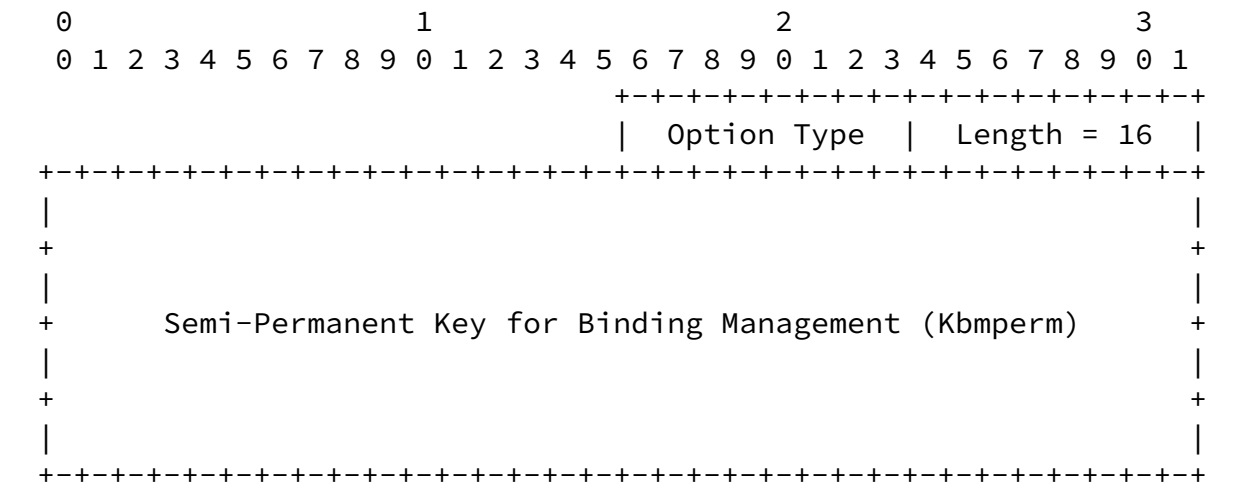 0                   1                   2                   3
 0 1 2 3 4 5 6 7 8 9 0 1 2 3 4 5 6 7 8 9 0 1 2 3 4 5 6 7 8 9 0 1
                                +-+-+-+-+-+-+-+-+-+-+-+-+-+-+-+-+
                                |  Option Type  |  Length = 16  |
+-+-+-+-+-+-+-+-+-+-+-+-+-+-+-+-+-+-+-+-+-+-+-+-+-+-+-+-+-+-+-+-+
|                                                               |
+                                                               +
|                                                               |
+      Semi-Permanent Key for Binding Management (Kbmperm)      +
|                                                               |
+                                                               +
|                                                               |
+-+-+-+-+-+-+-+-+-+-+-+-+-+-+-+-+-+-+-+-+-+-+-+-+-+-+-+-+-+-+-+-+